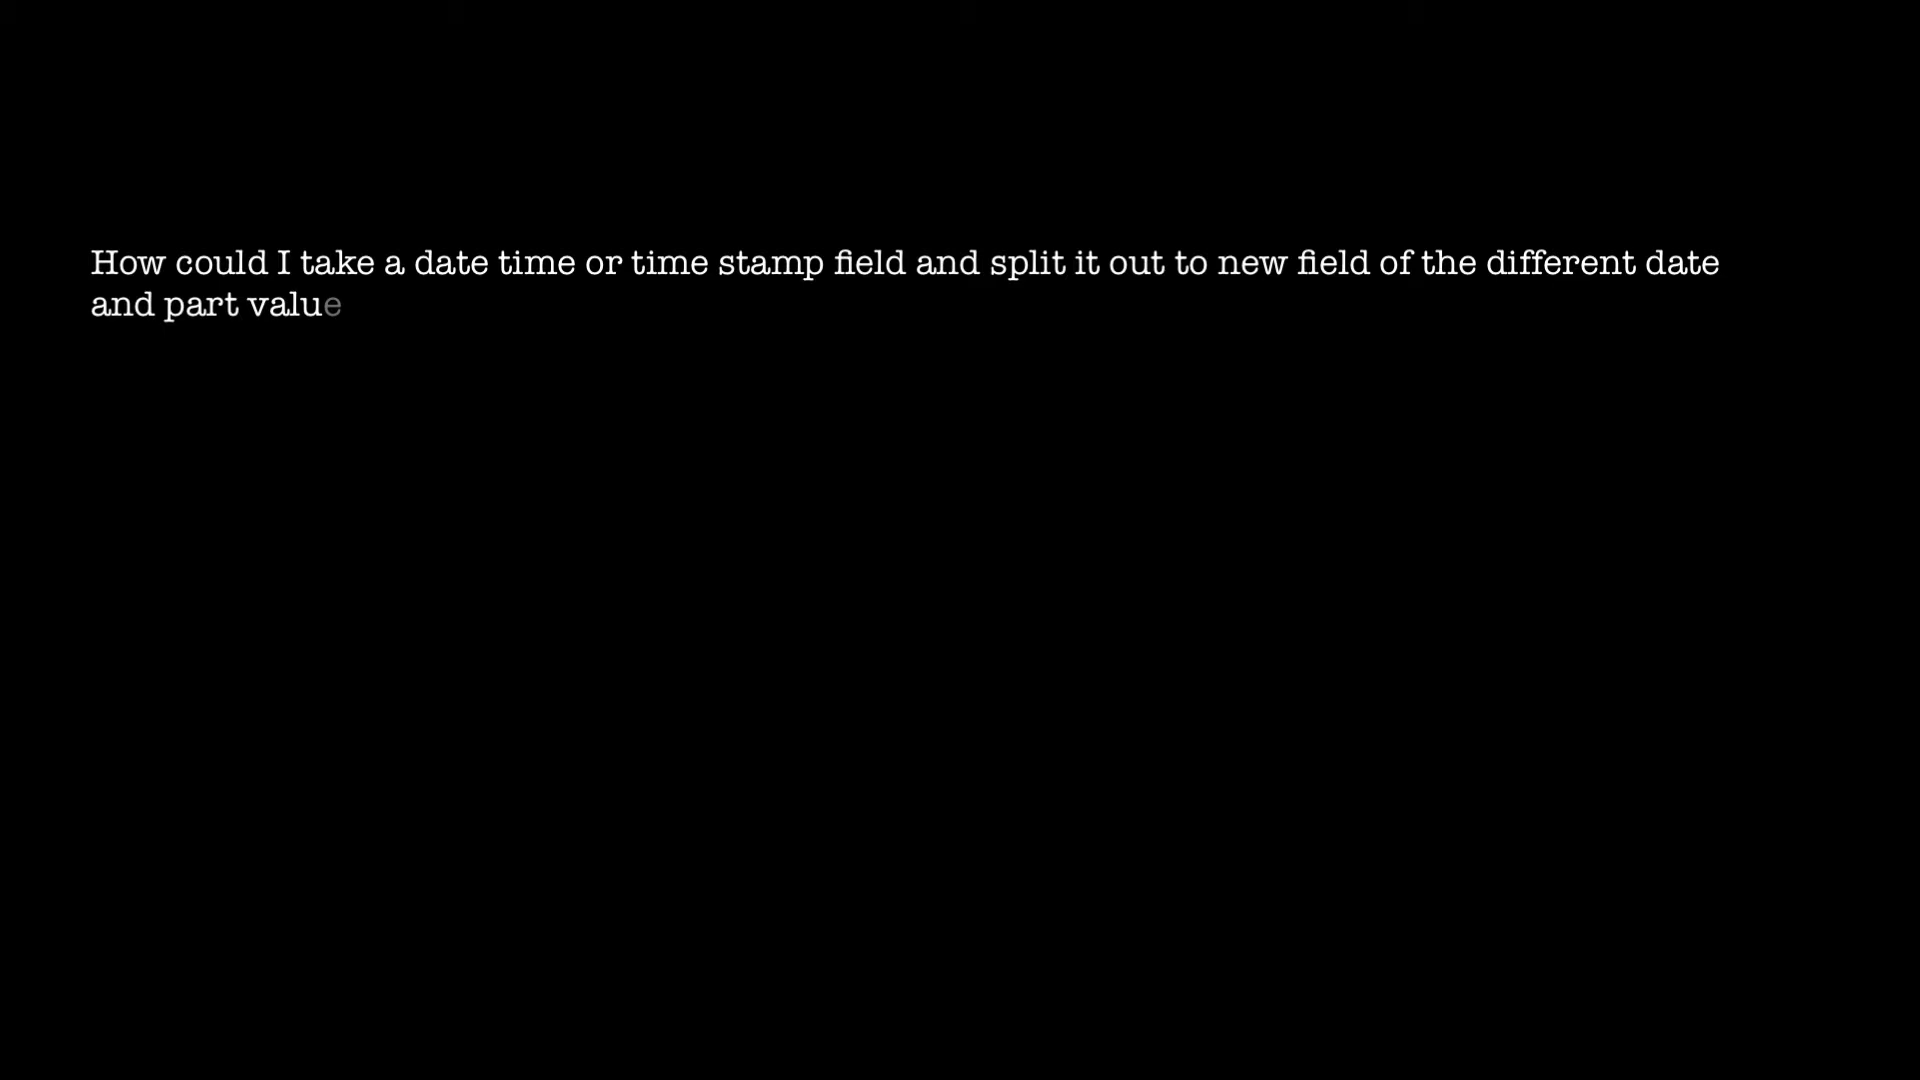 How could I take a date time or time stamp field and split it out to new field of the different date
and part value